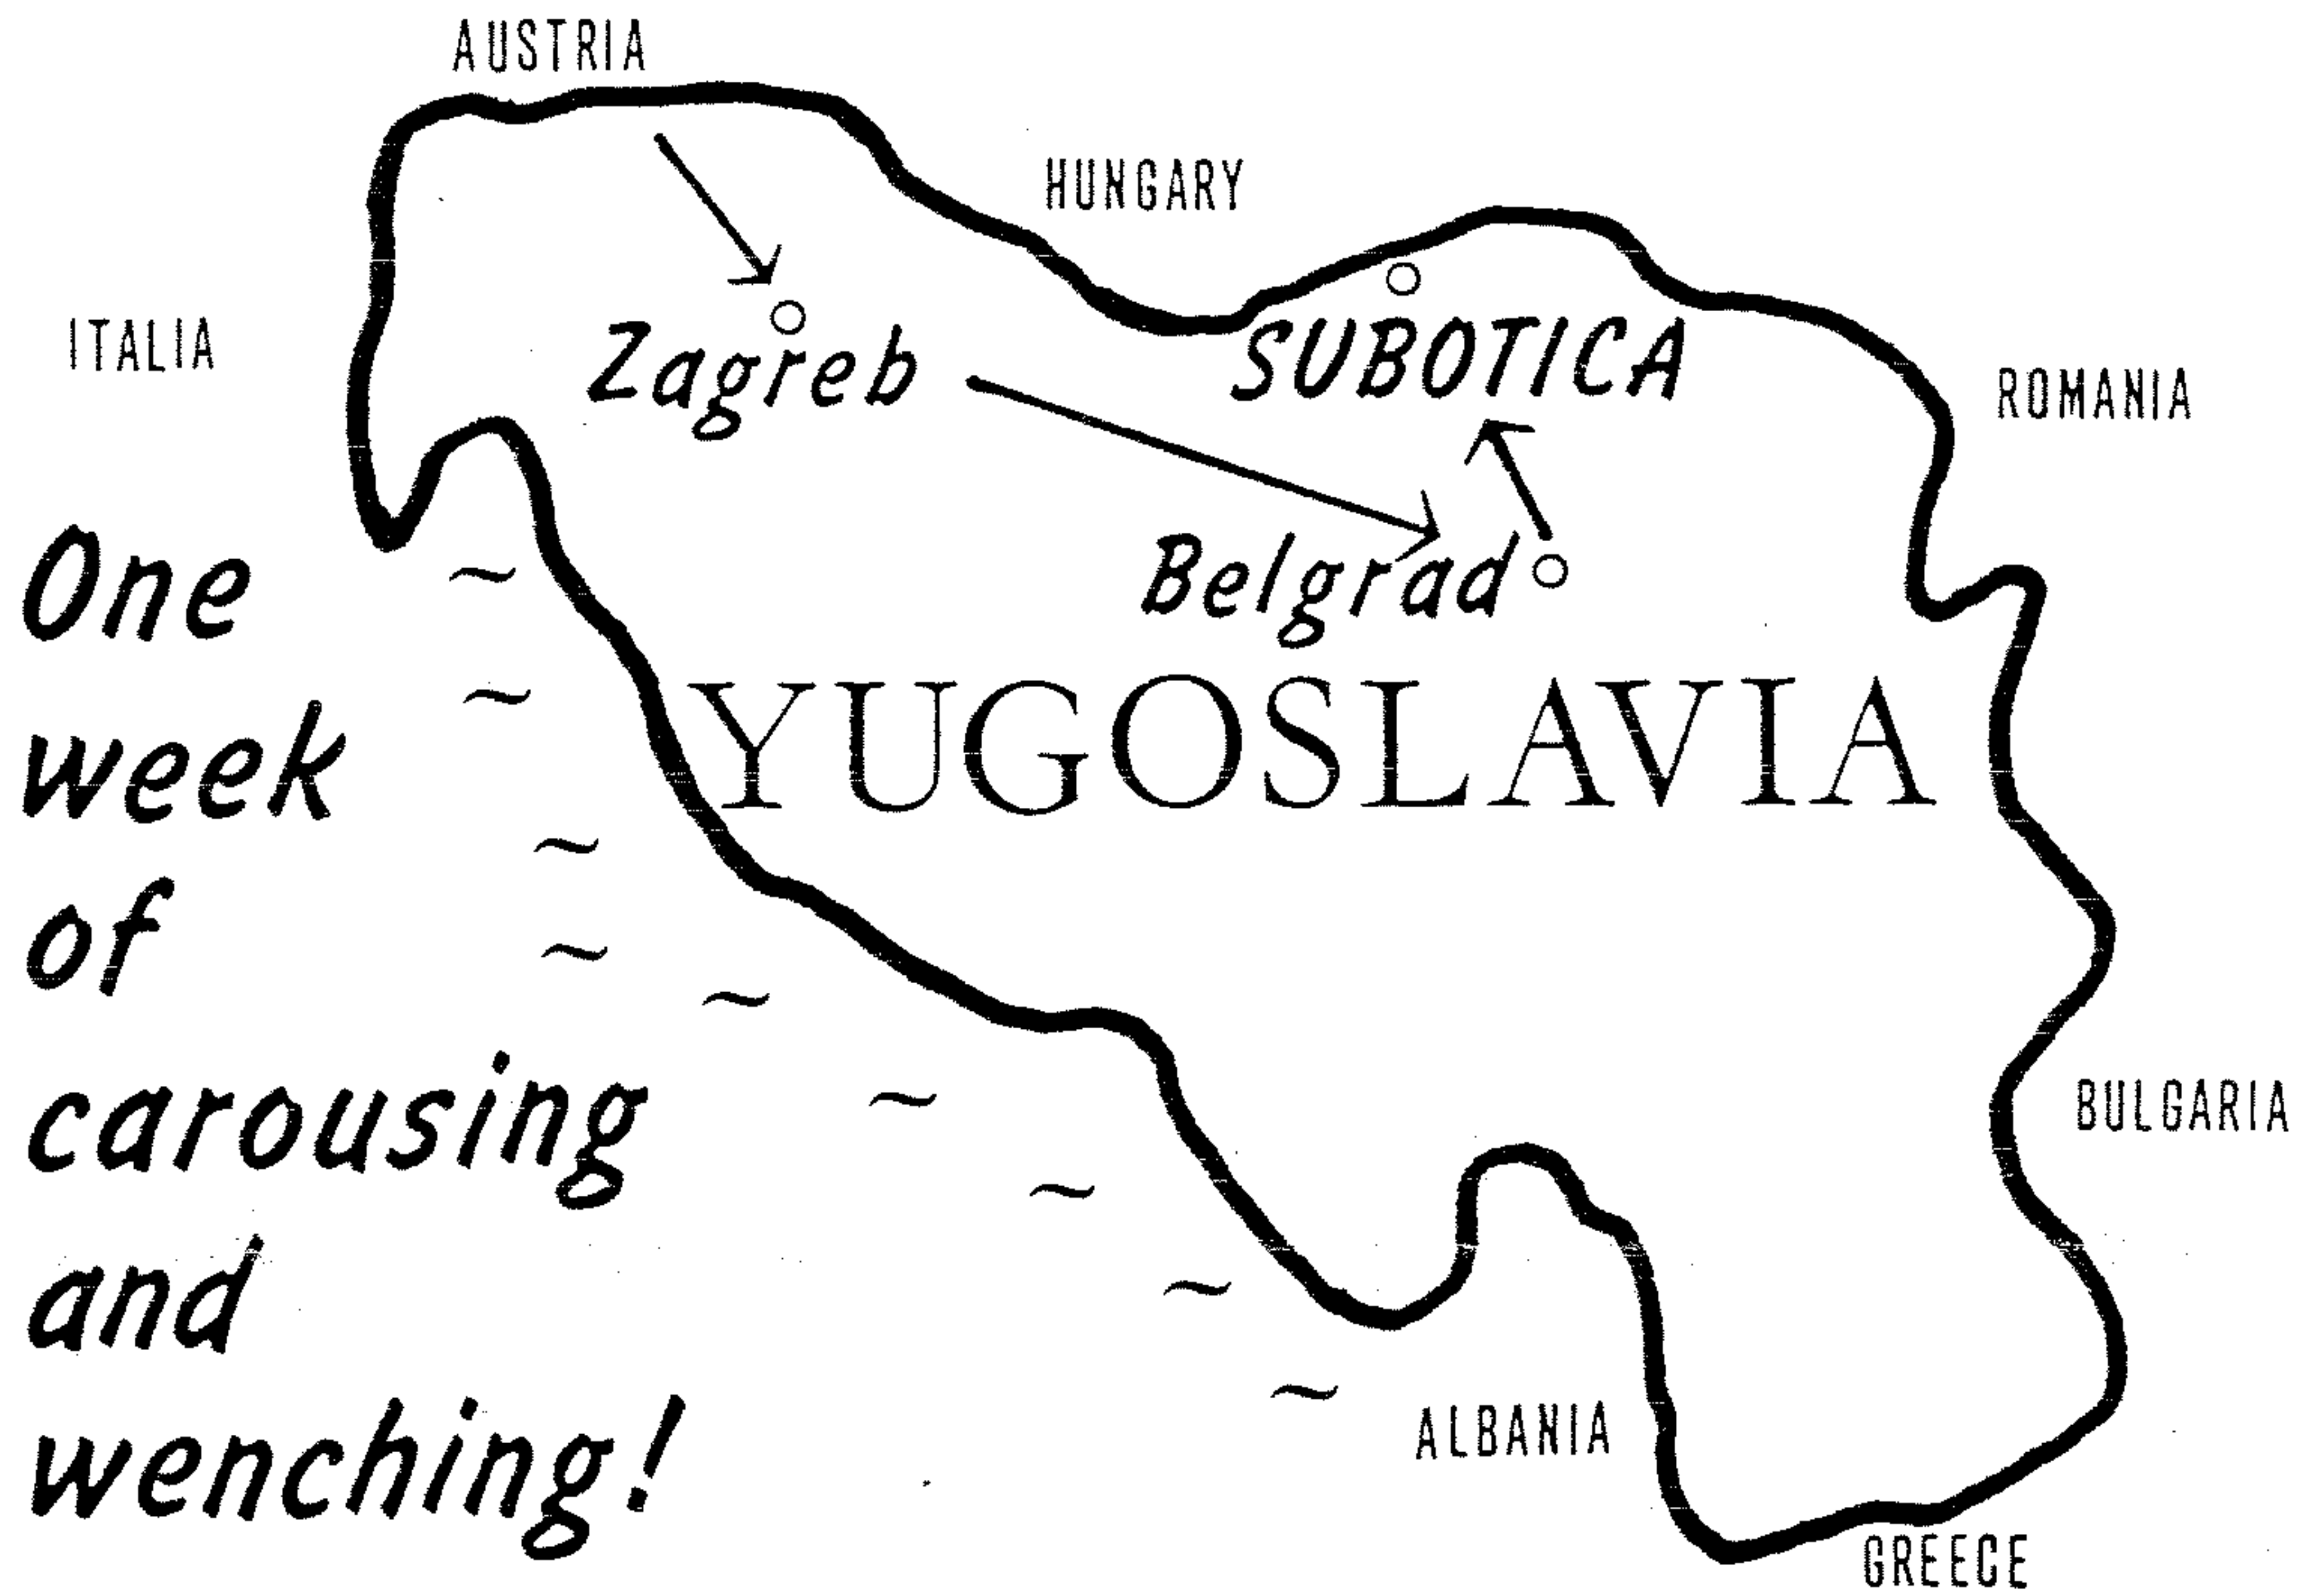 AUSTRIA
HUNGARY
ITALIA
Zagreb
SUBOTICA
ROMANIA
Belgrad
YUGOSLAVIA
One
week
of
carousing
and
wenching!
BULGARIA
ALBANIA
GREECE